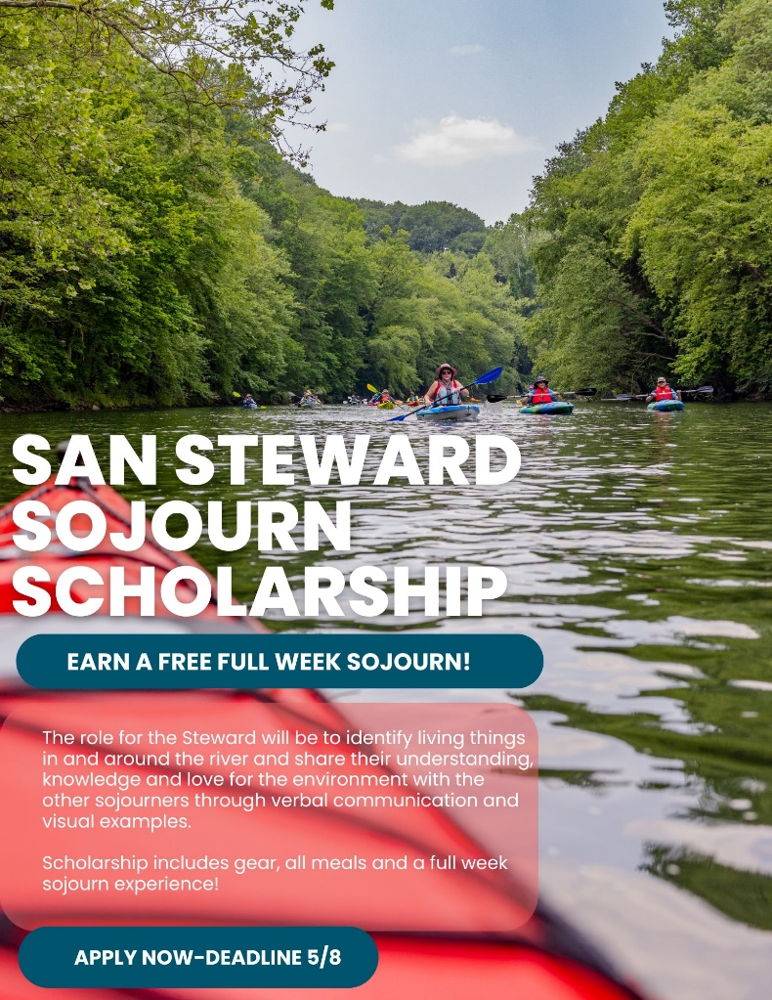 SAN STEWARD
SOJOURN
SCHOLARSHIP
EARN A FREE FULL WEEK SOJOURN!
The role for the Steward will be to identify living things
in and around the river and share their understanding,
knowledge and love for the environment with the
other sojourners through verbal communication and
visual examples.
Scholarship includes gear, all meals and a full week
sojourn experience!
APPLY NOW-DEADLINE 5/8